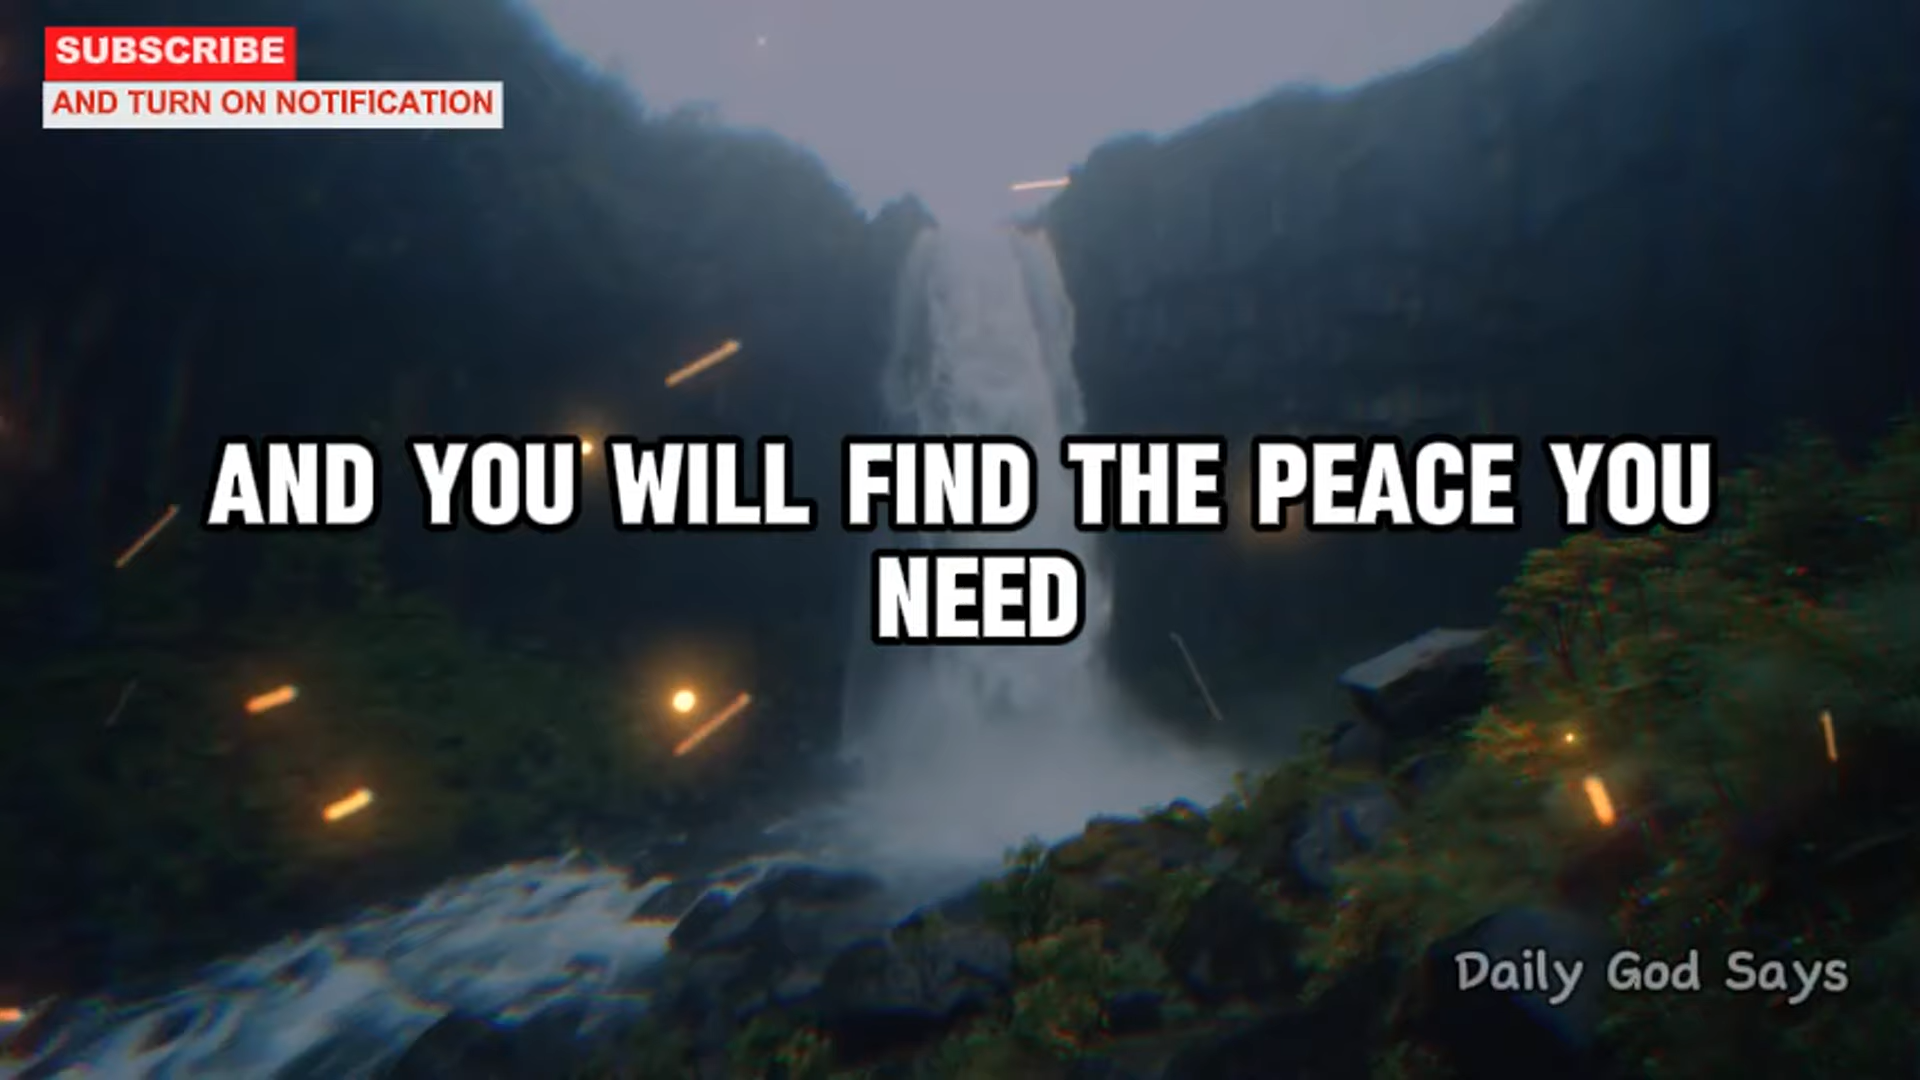 SUBSCRIBE
AND TURN ON NOTIFICATION
AND YOU WILL FIND THE PEACE YOU
NEED
Daily God Says